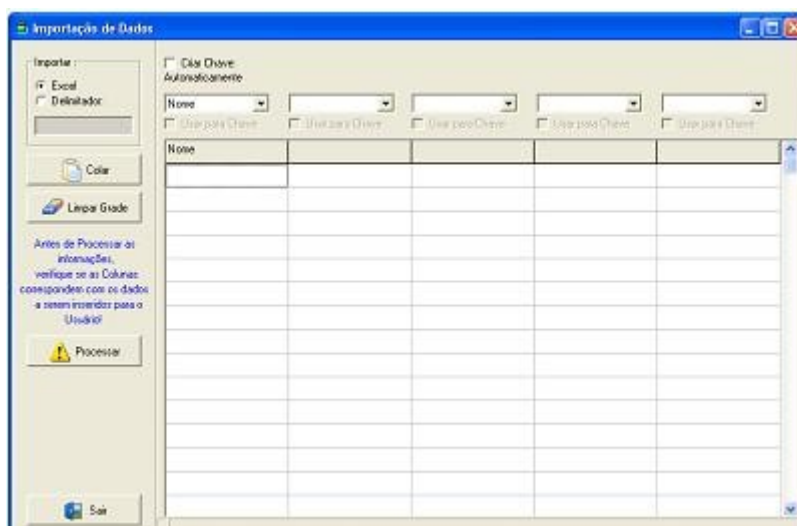 Importação de Dados
Importar
Excel
Delimitador
Colar
Limpar Grade
Antes de Processar as
informações,
verifique se as Colunas
correspondem com os dados
a serem inseridos para o
Usuário!
Processar
Sair
Criar Chave
Automaticamente
Nome
Usar para Chave
Usar para Chave
Usar para Chave
Usar para Chave
Usar para Chave
Nome